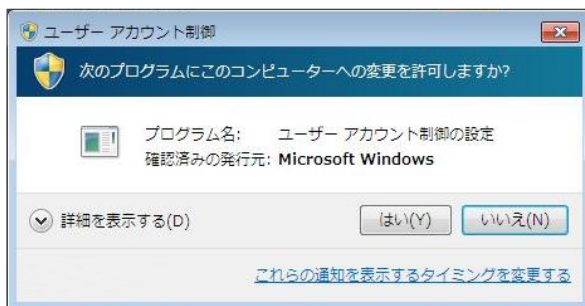 ユーザー アカウント制御
次のプログラムにこのコンピューターへの変更を許可しますか?
プログラム名: ユーザー アカウント制御の設定
確認済みの発行元: Microsoft Windows
詳細を表示する(D) はい(Y) いいえ(N)
これらの通知を表示するタイミングを変更する